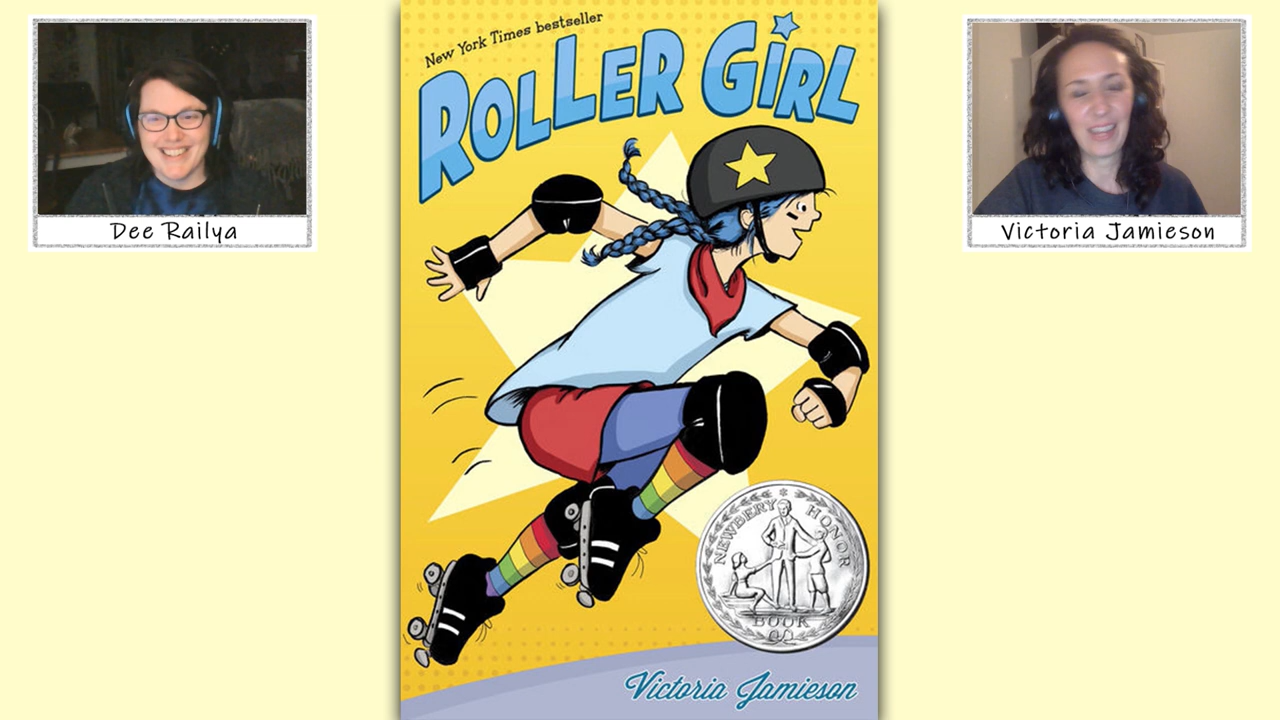 New York Times bestseller
ROLLER GiRL
Dee Railya
Victoria Jamieson
NEWBERY HONOR
BOOK
Victoria Jamieson